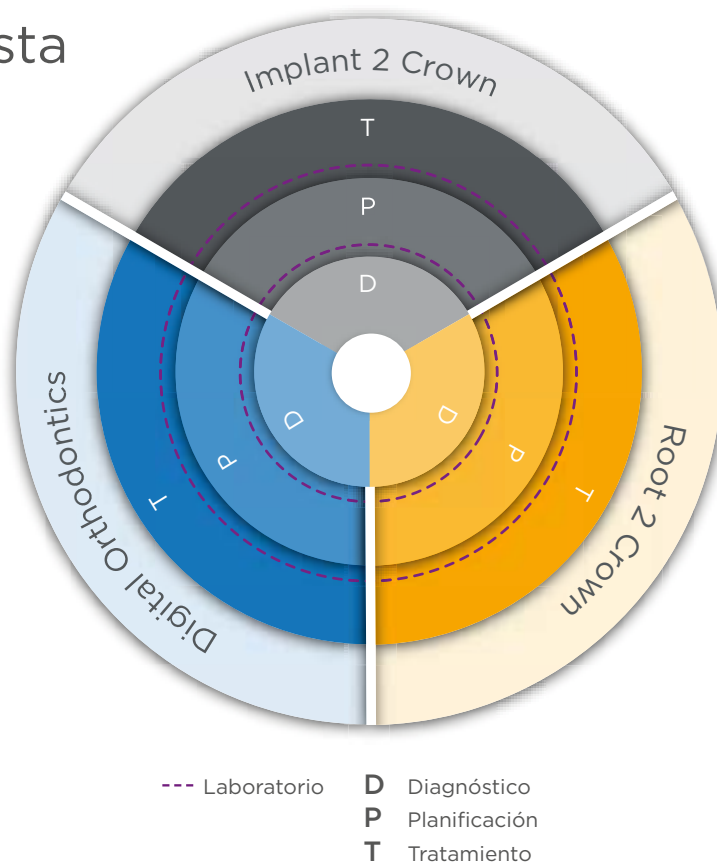 sta
Implant 2 Crown
T
P
D
D
P
T
Digital Orthodontics
D
P
T
Root 2 Crown
Laboratorio
D Diagnóstico
P Planificación
T Tratamiento